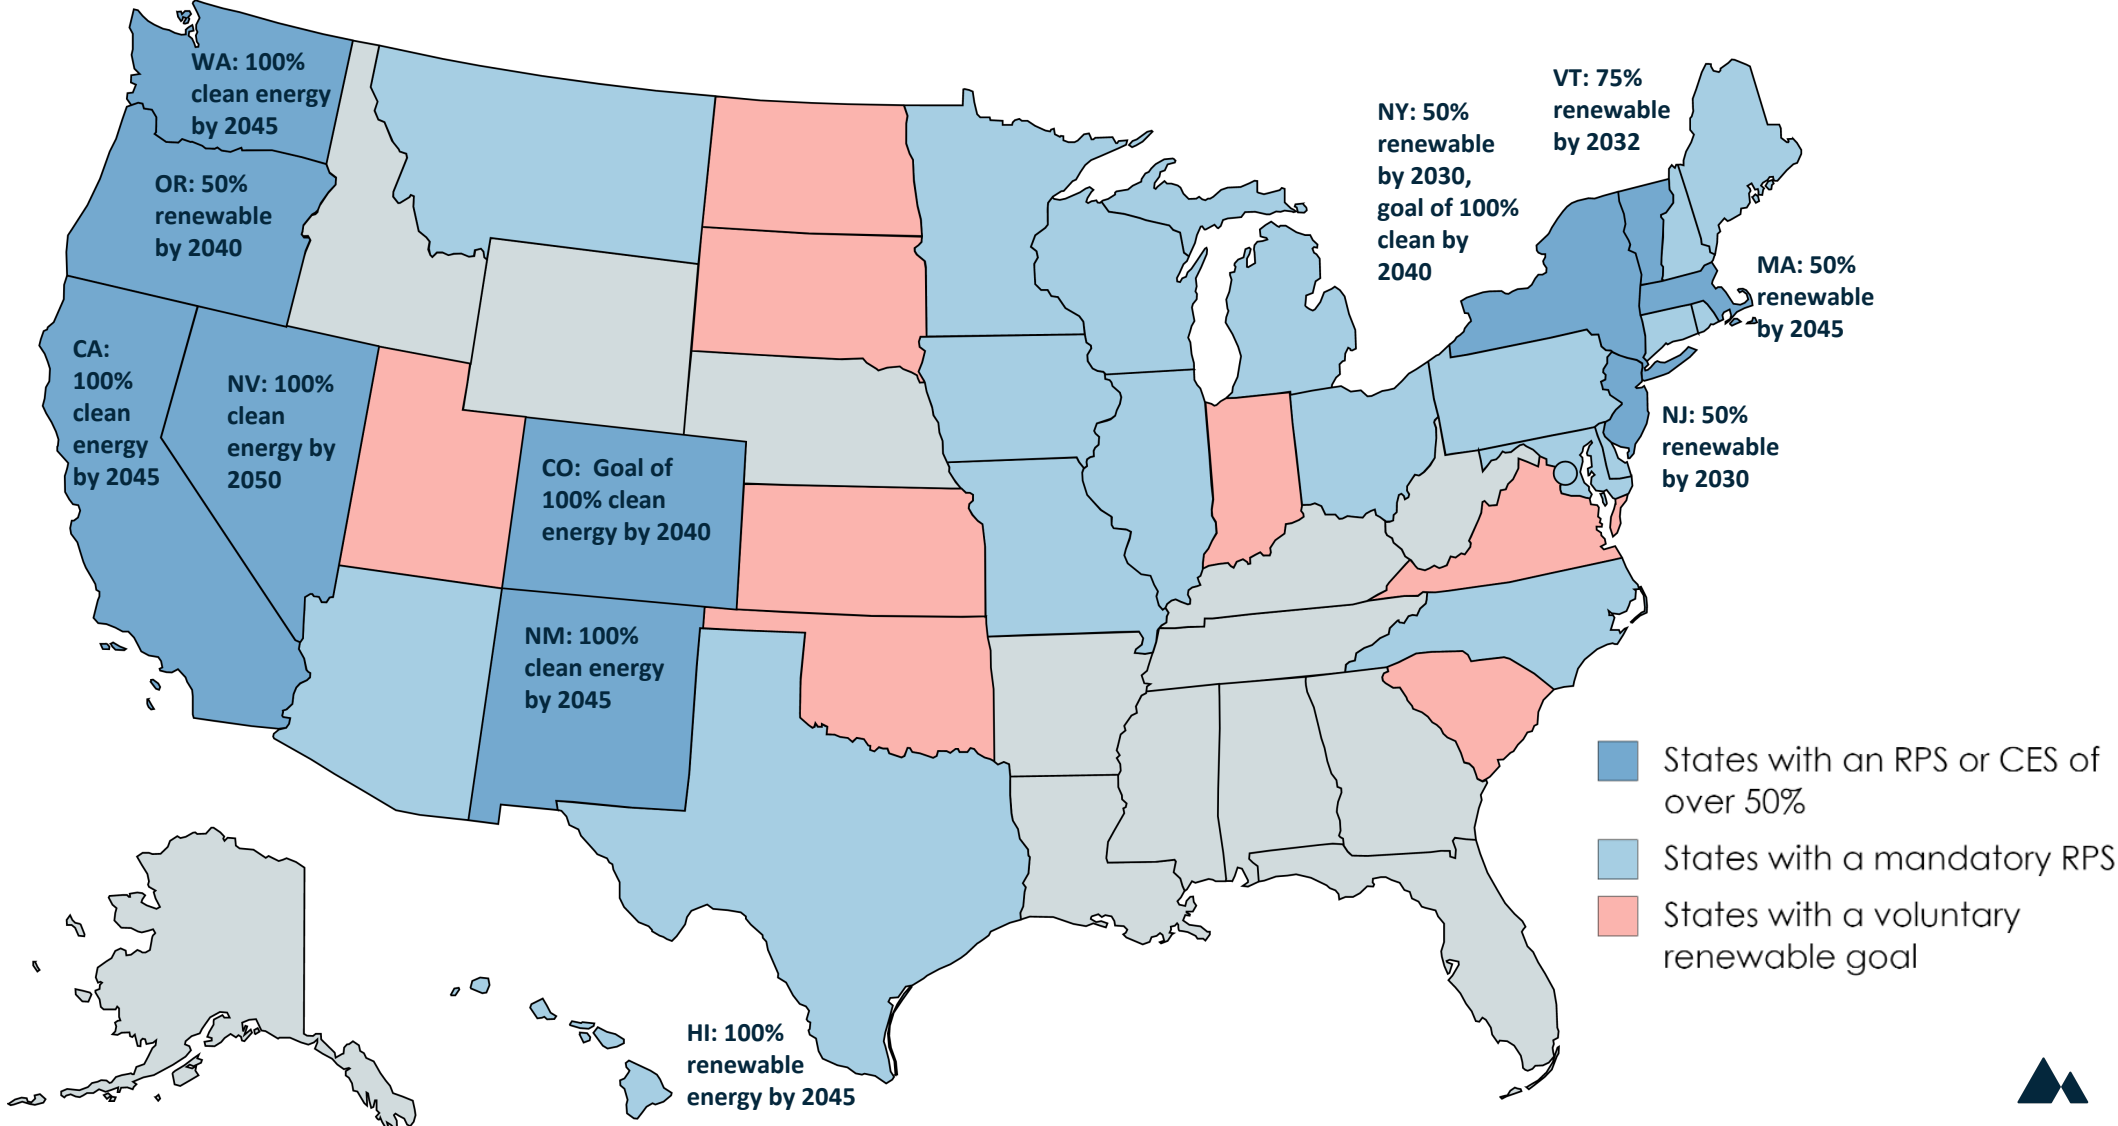 WA: 100%
clean energy
by 2045
OR: 50%
renewable
by 2040
CA:
100%
clean
energy
by 2045
NV: 100%
clean
energy by
2050
CO:  Goal of
100% clean
energy by 2040
NM: 100%
clean energy
by 2045
HI: 100%
renewable
energy by 2045
NY: 50%
renewable
by 2030,
goal of 100%
clean by
2040
VT: 75%
renewable
by 2032
MA: 50%
renewable
by 2045
NJ: 50%
renewable
by 2030
States with an RPS or CES of
over 50%
States with a mandatory RPS
States with a voluntary
renewable goal